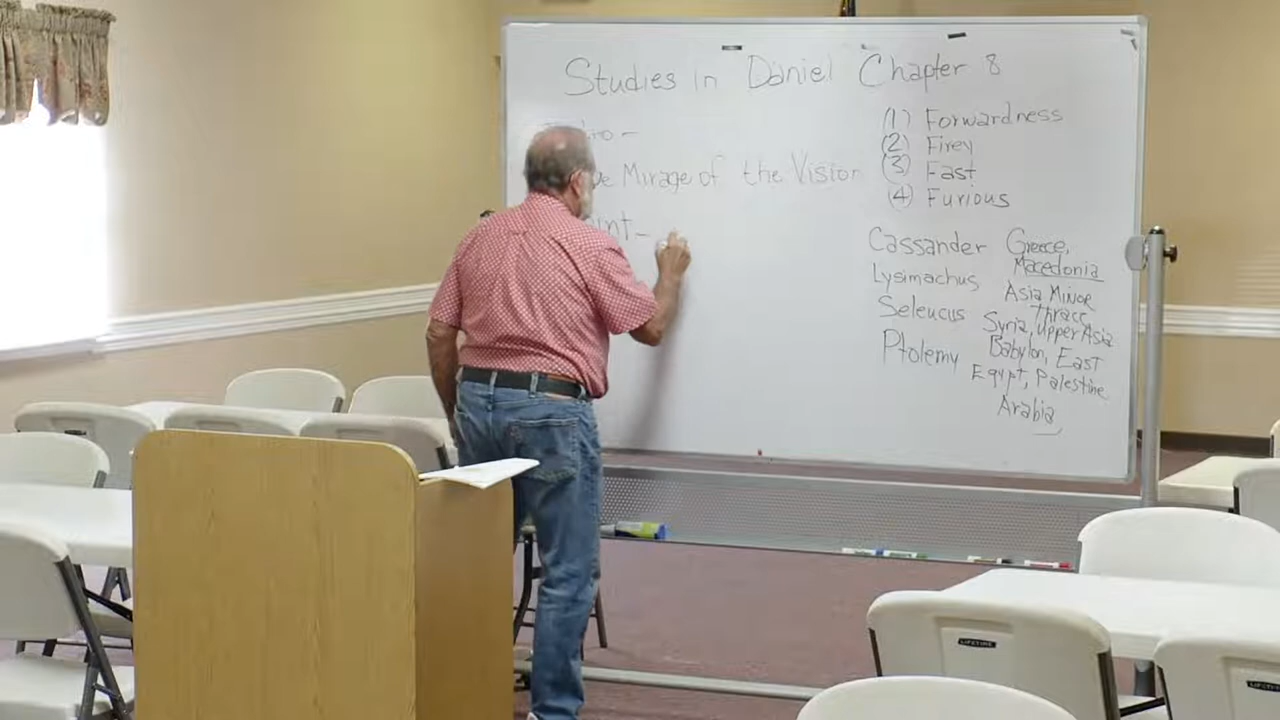 Studies in Daniel Chapter 8
Mirage of the Vision
(1) Forwardness
(2) Firey
(3) Fast
(4) Furious
Cassander Greece,
Macedonia
Lysimachus Asia Minor
Thrace
Seleucus Syria, Upper Asia
Babylon, East
Ptolemy Egypt, Palestine
Arabia
LIFETIME
LIFETIME